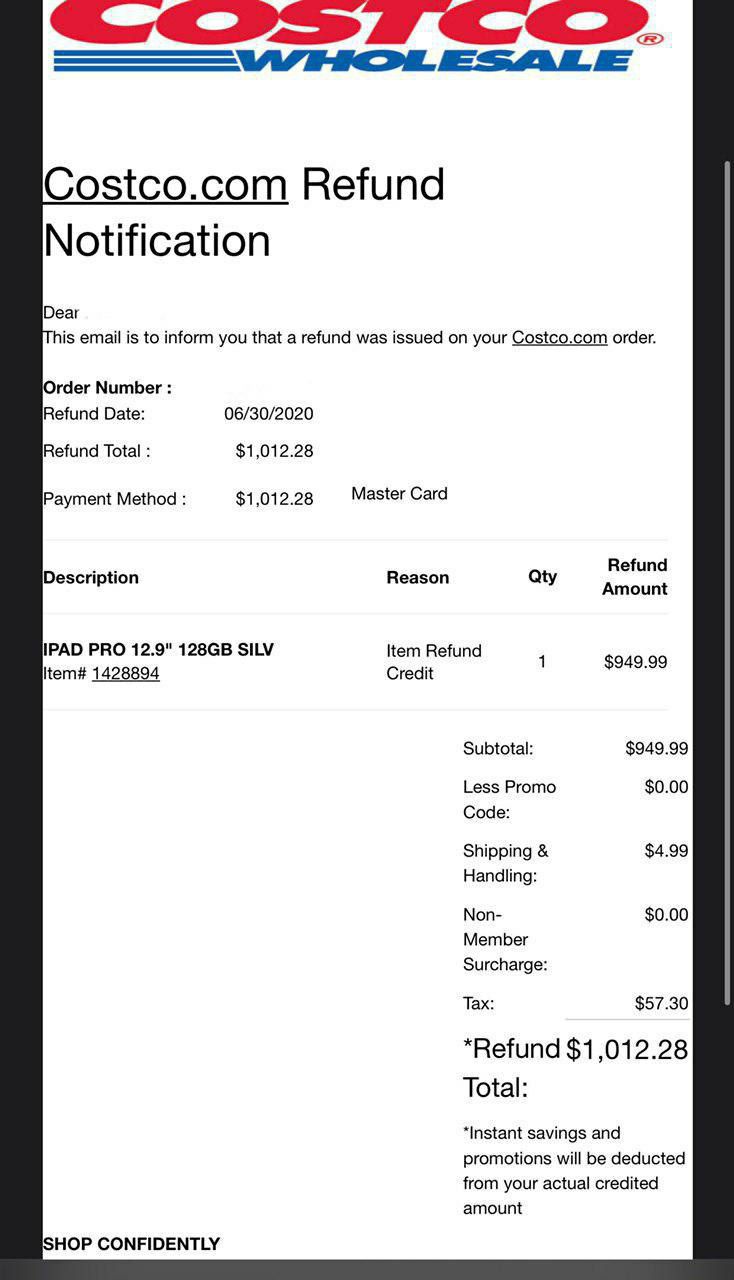 COSTCO®
WHOLESALE
Costco.com Refund
Notification
Dear
This email is to inform you that a refund was issued on your Costco.com order.
Order Number :
Refund Date: 06/30/2020
Refund Total : $1,012.28
Payment Method : $1,012.28 Master Card
Description Reason Qty Refund
Amount
IPAD PRO 12.9" 128GB SILV Item Refund
Item# 1428894 Credit 1 $949.99
Subtotal: $949.99
Less Promo $0.00
Code:
Shipping & $4.99
Handling:
Non- $0.00
Member
Surcharge:
Tax: $57.30
*Refund $1,012.28
Total:
*Instant savings and
promotions will be deducted
from your actual credited
amount
SHOP CONFIDENTLY